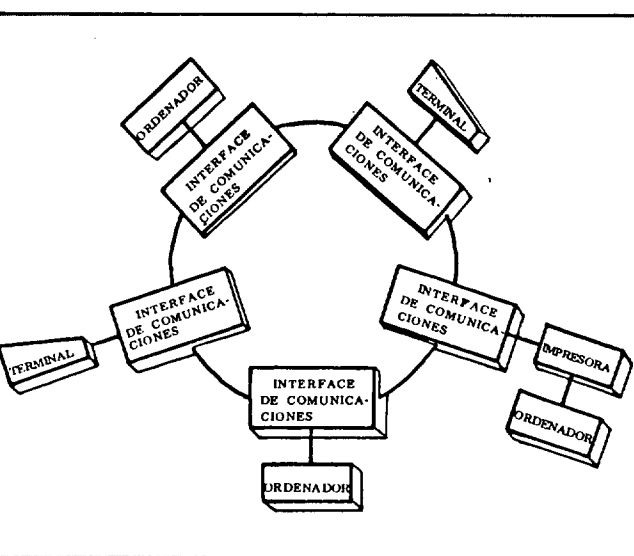 ORDENADOR
INTERFACE
DE COMUNICA-
CIONES
TERMINAL
INTERFACE
DE COMUNICA-
CIONES
INTERFACE
DE COMUNICA-
CIONES
TERMINAL
INTERFACE
DE COMUNICA
CIONES
IMPRESORA
ORDENADOR
INTERFACE
DE COMUNICA-
CIONES
ORDENADOR